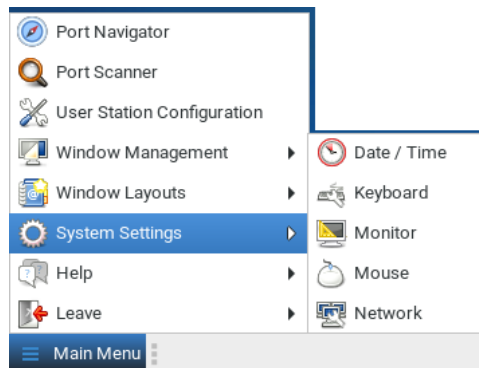 Port Navigator
Port Scanner
User Station Configuration
Window Management
Window Layouts
System Settings
Help
Leave
Main Menu
Date / Time
Keyboard
Monitor
Mouse
Network